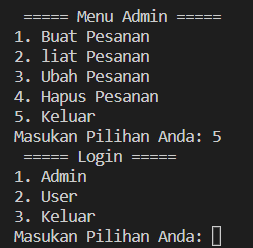 ===== Menu Admin =====
1. Buat Pesanan
2. liat Pesanan
3. Ubah Pesanan
4. Hapus Pesanan
5. Keluar
Masukan Pilihan Anda: 5
===== Login =====
1. Admin
2. User
3. Keluar
Masukan Pilihan Anda: